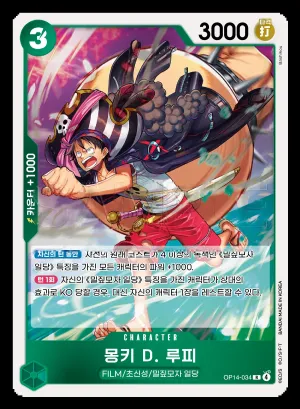 3
3000
打
카운터 +1000
자신의 턴 동안 자신의 원래 코스트가 4 이상의 녹색인 《밀짚모자
일당》 특징을 가진 모든 캐릭터의 파워 +1000.
턴 1회 자신의 《밀짚모자 일당》 특징을 가진 캐릭터가 상대의
효과로 KO 당할 경우, 대신 자신의 캐릭터 1장을 레스트할 수 있다.
CHARACTER
몽키 D. 루피
FILM/초신성/밀짚모자 일당
OP14-034 R